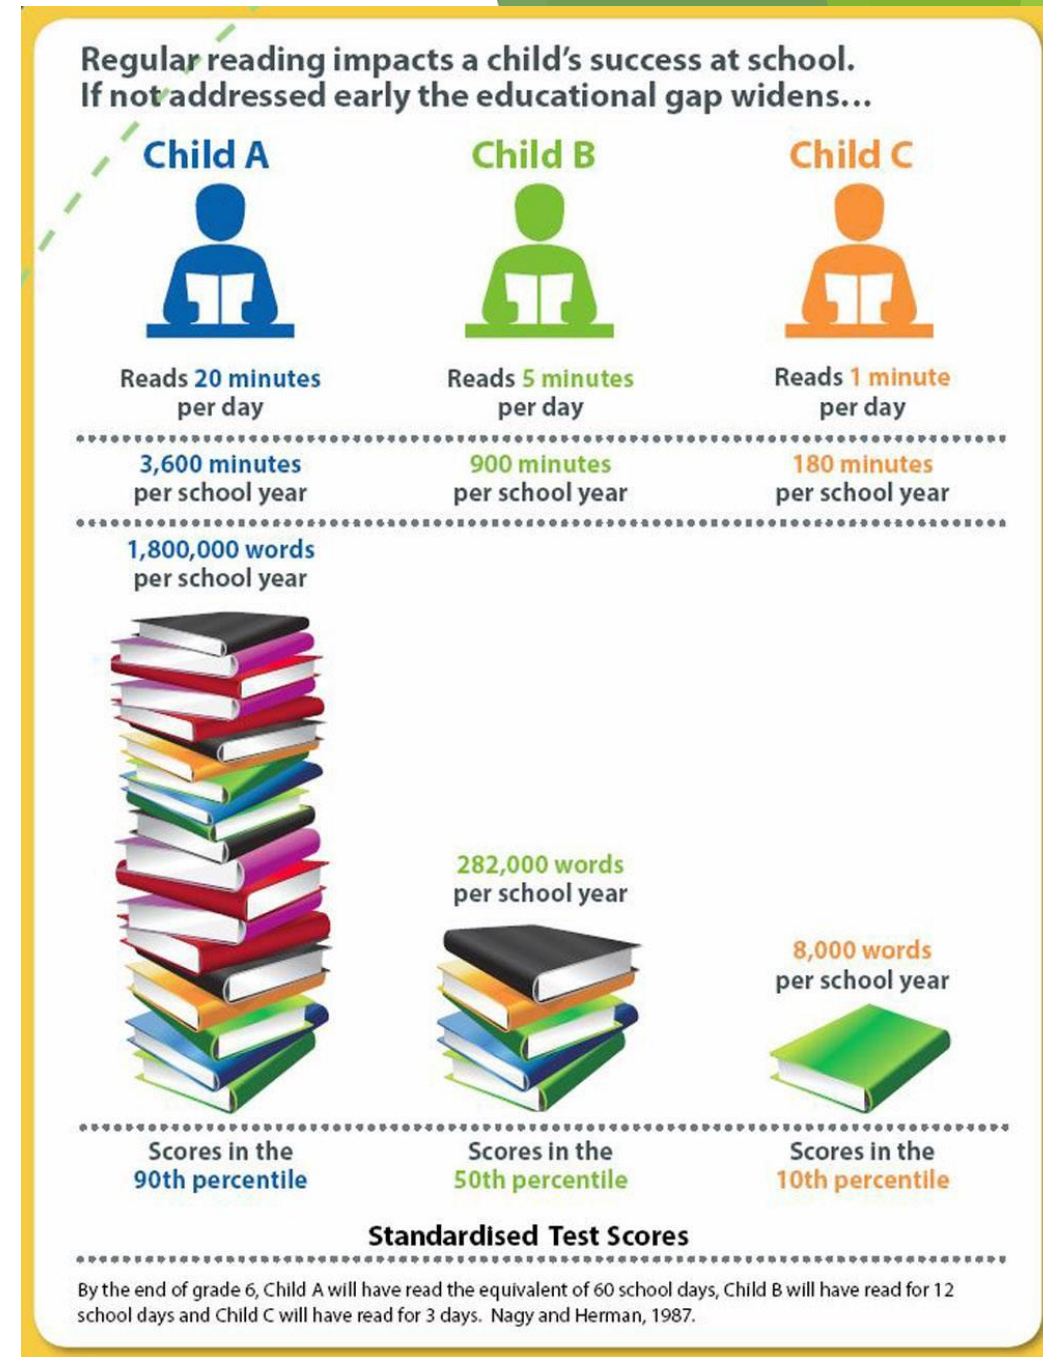 Regular reading impacts a child's success at school.
If not addressed early the educational gap widens...
Child A
Child B
Child C
Reads 20 minutes
per day
Reads 5 minutes
per day
Reads 1 minute
per day
3,600 minutes
per school year
900 minutes
per school year
180 minutes
per school year
1,800,000 words
per school year
282,000 words
per school year
8,000 words
per school year
Scores in the
90th percentile
Scores in the
50th percentile
Scores in the
10th percentile
Standardised Test Scores
By the end of grade 6, Child A will have read the equivalent of 60 school days, Child B will have read for 12
school days and Child C will have read for 3 days. Nagy and Herman, 1987.